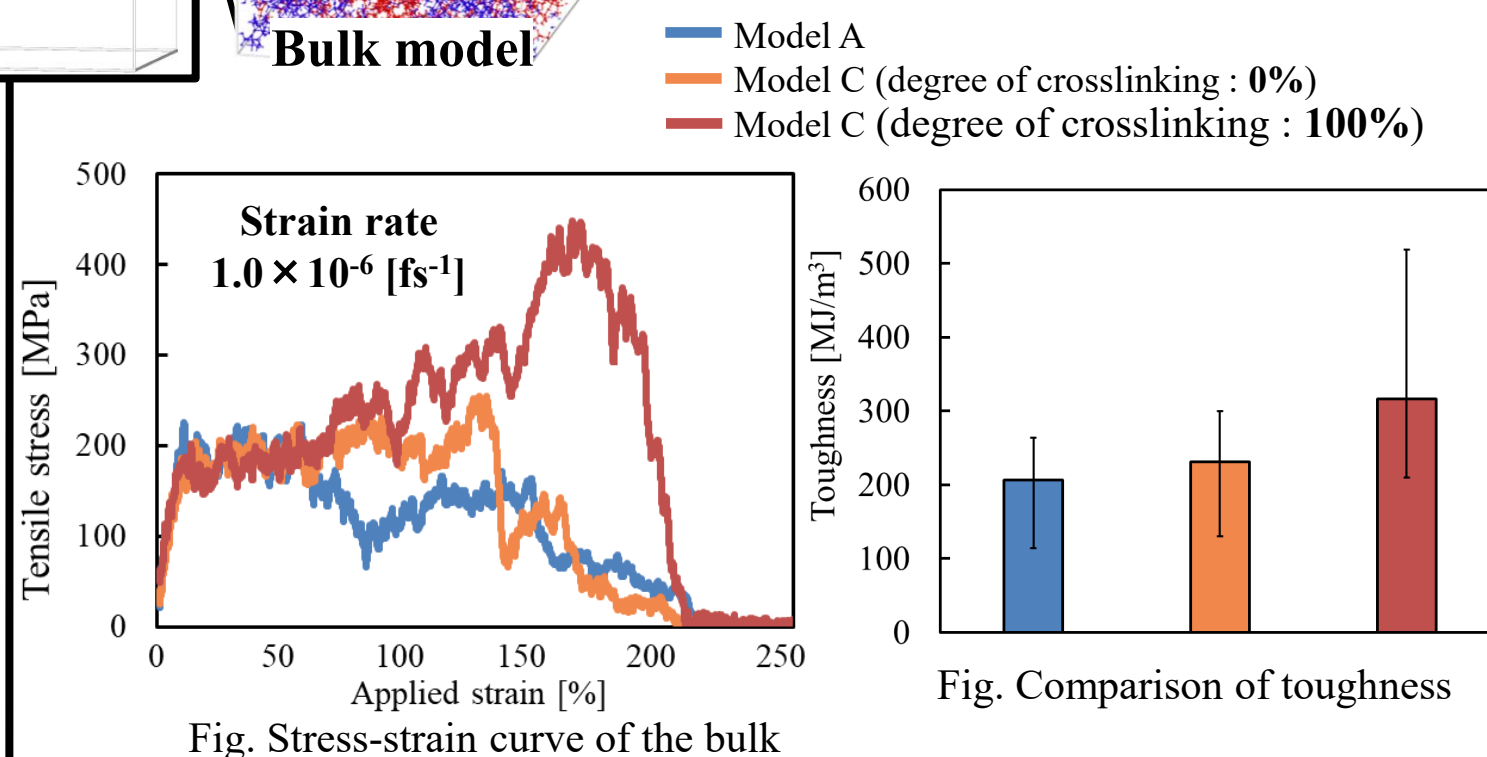 Bulk model
Model A
Model C (degree of crosslinking : 0%)
Model C (degree of crosslinking : 100%)
Strain rate
1.0×10⁻⁶ [fs⁻¹]
Tensile stress [MPa]
500
400
300
200
100
0
0 50 100 150 200 250
Applied strain [%]
Fig. Stress-strain curve of the bulk
Toughness [MJ/m³]
600
500
400
300
200
100
0
Fig. Comparison of toughness